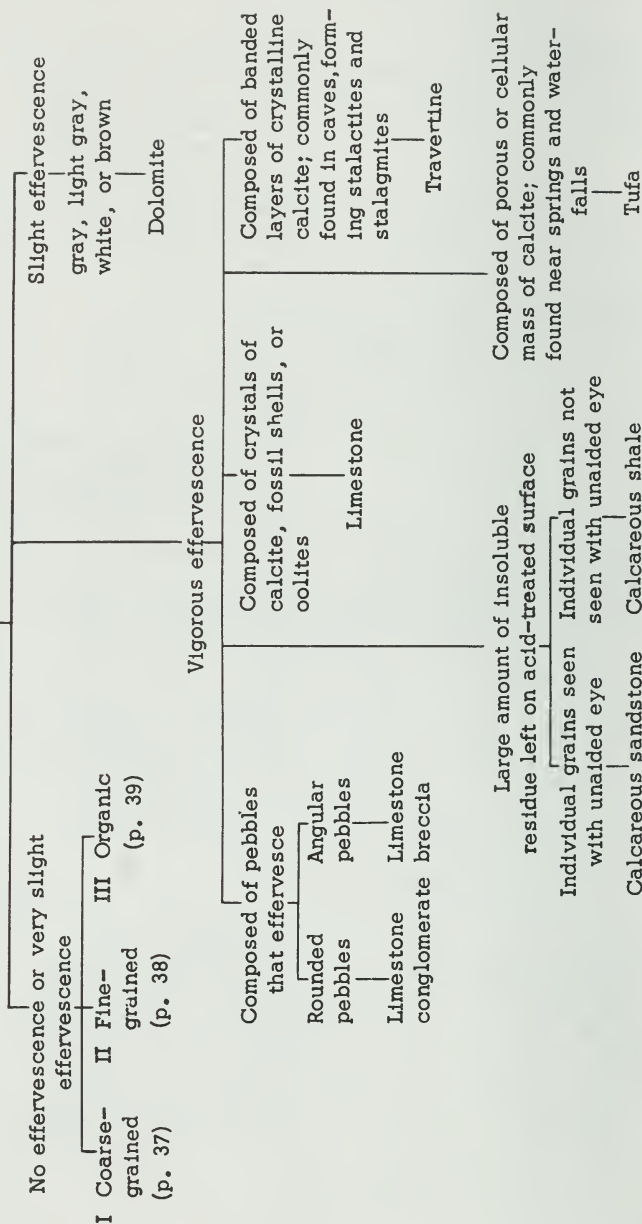 No effervescence or very slight
effervescence
I Coarse-
grained
(p. 37)
II Fine-
grained
(p. 38)
III Organic
(p. 39)
Slight effervescence
gray, light gray,
white, or brown
Dolomite
Vigorous effervescence
Composed of pebbles
that effervesce
Rounded
pebbles
Limestone
conglomerate
Angular
pebbles
Limestone
breccia
Composed of crystals of
calcite, fossil shells, or
oolites
Limestone
Composed of banded
layers of crystalline
calcite; commonly
found in caves,form-
ing stalactites and
stalagmites
Travertine
Large amount of insoluble
residue left on acid-treated surface
Individual grains seen
with unaided eye
Calcareous sandstone
Individual grains not
seen with unaided eye
Calcareous shale
Composed of porous or cellular
mass of calcite; commonly
found near springs and water-
falls
Tufa